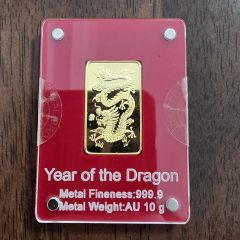 Year of the Dragon
Metal Fineness:999.9
Metal Weight:AU 10 g